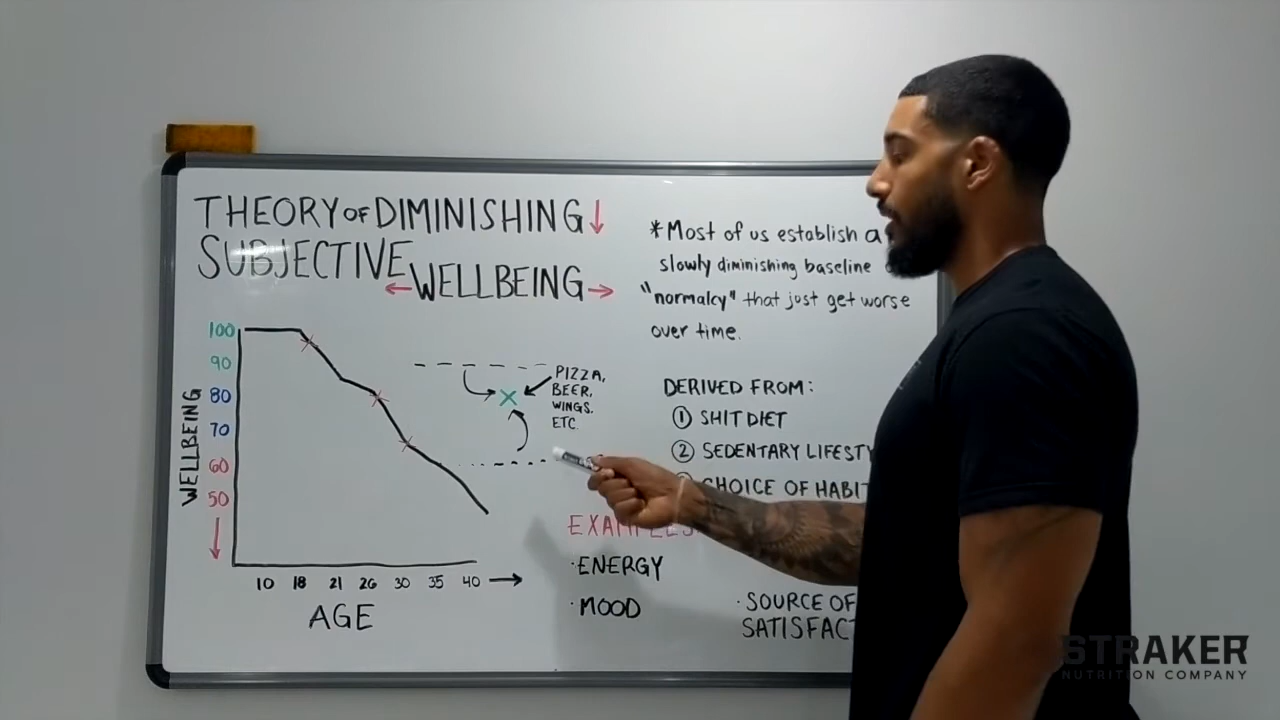 THEORY OF DIMINISHING ↓
SUBJECTIVE
← WELLBEING →
*Most of us establish a
slowly diminishing baseline
"normalcy" that just get worse
over time.
100
90
80
70
60
50
WELLBEING
PIZZA,
BEER,
WINGS.
ETC
10 18 21 26 30 35 40 →
AGE
DERIVED FROM:
① SHIT DIET
② SEDENTARY LIFESTY
CHOICE OF HABIT
EXAMPLES
·ENERGY
·MOOD
·SOURCE OF
SATISFACT
STRAKER
NUTRITION COMPANY